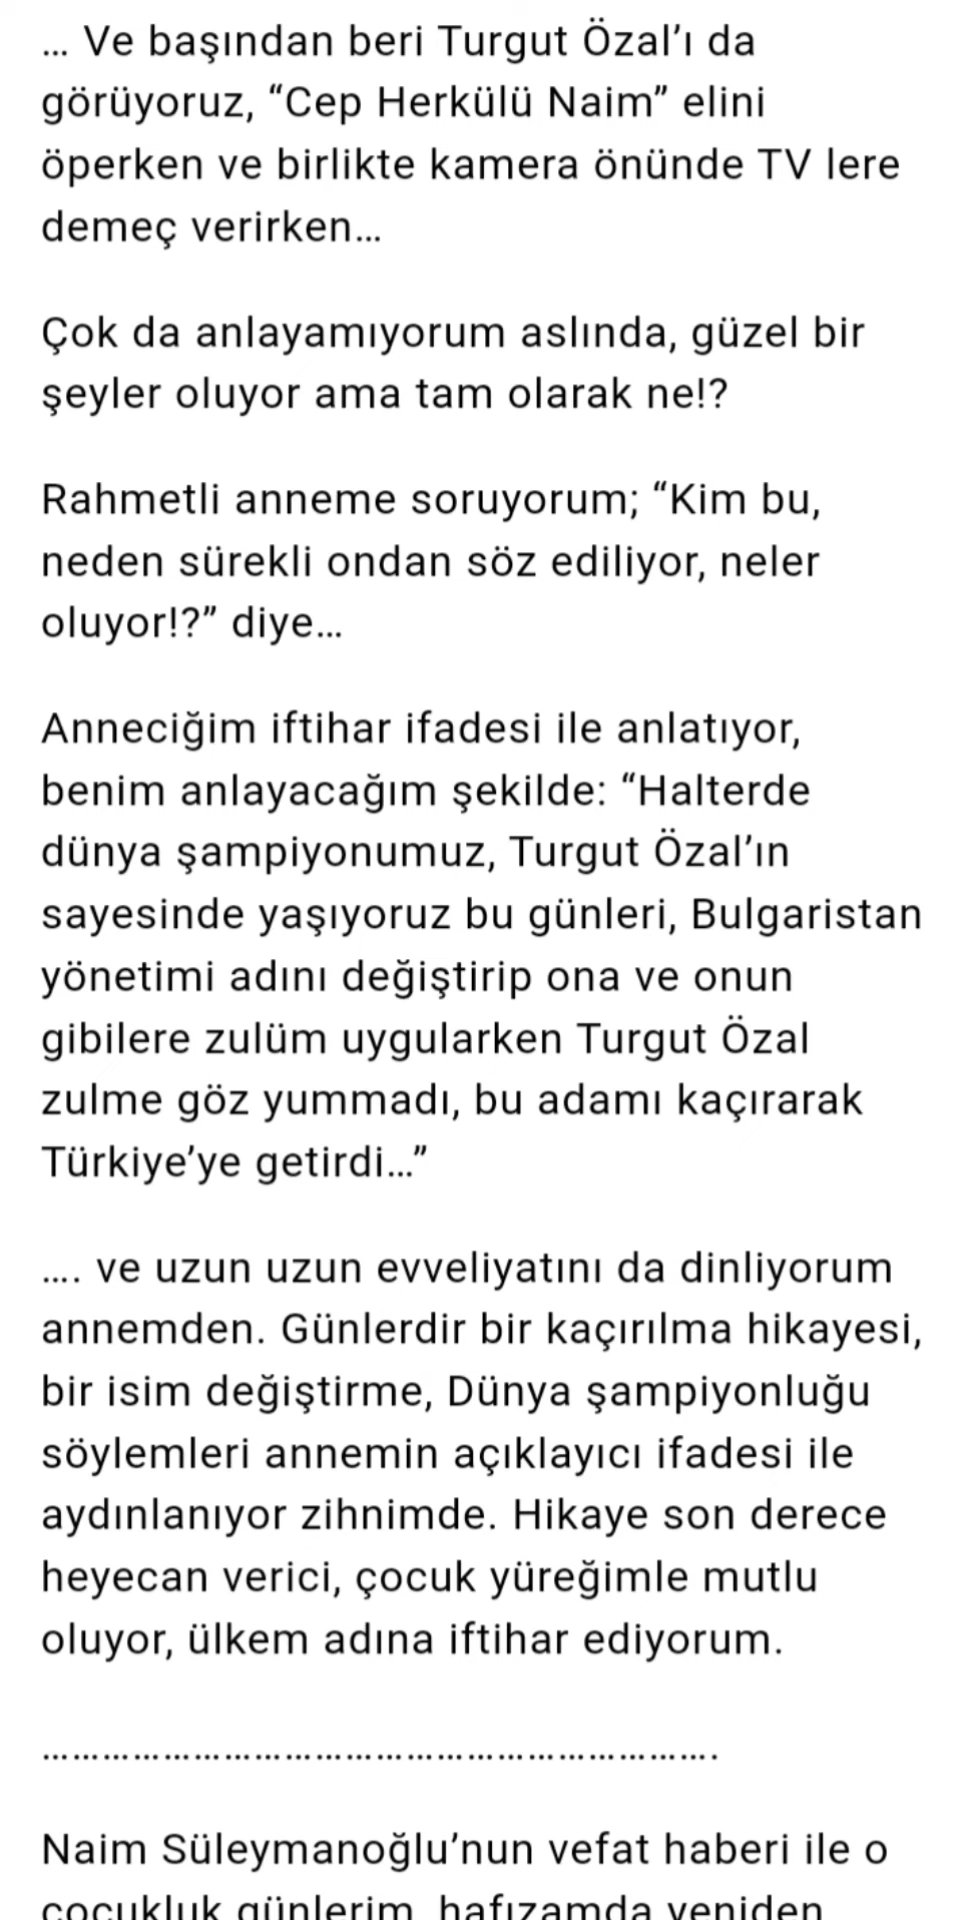 … Ve başından beri Turgut Özal’ı da
görüyoruz, “Cep Herkülü Naim” elini
öperken ve birlikte kamera önünde TV lere
demeç verirken…
Çok da anlayamıyorum aslında, güzel bir
şeyler oluyor ama tam olarak ne!?
Rahmetli anneme soruyorum; “Kim bu,
neden sürekli ondan söz ediliyor, neler
oluyor!?” diye…
Anneciğim iftihar ifadesi ile anlatıyor,
benim anlayacağım şekilde: “Halterde
dünya şampiyonumuz, Turgut Özal’ın
sayesinde yaşıyoruz bu günleri, Bulgaristan
yönetimi adını değiştirip ona ve onun
gibilere zulüm uygularken Turgut Özal
zulme göz yummadı, bu adamı kaçırarak
Türkiye’ye getirdi…”
…. ve uzun uzun evveliyatını da dinliyorum
annemden. Günlerdir bir kaçırılma hikayesi,
bir isim değiştirme, Dünya şampiyonluğu
söylemleri annemin açıklayıcı ifadesi ile
aydınlanıyor zihnimde. Hikaye son derece
heyecan verici, çocuk yüreğimle mutlu
oluyor, ülkem adına iftihar ediyorum.
……………………………………………………….
Naim Süleymanoğlu’nun vefat haberi ile o
çocukluk günlerim, hafızamda yeniden